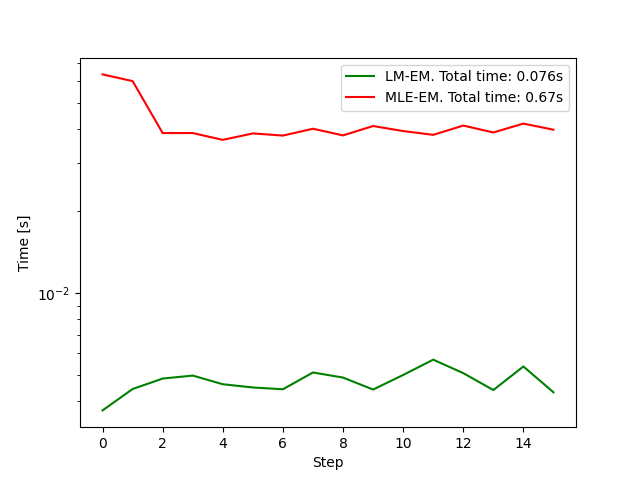 LM-EM. Total time: 0.076s
MLE-EM. Total time: 0.67s
Time [s]
10⁻²
0 2 4 6 8 10 12 14
Step